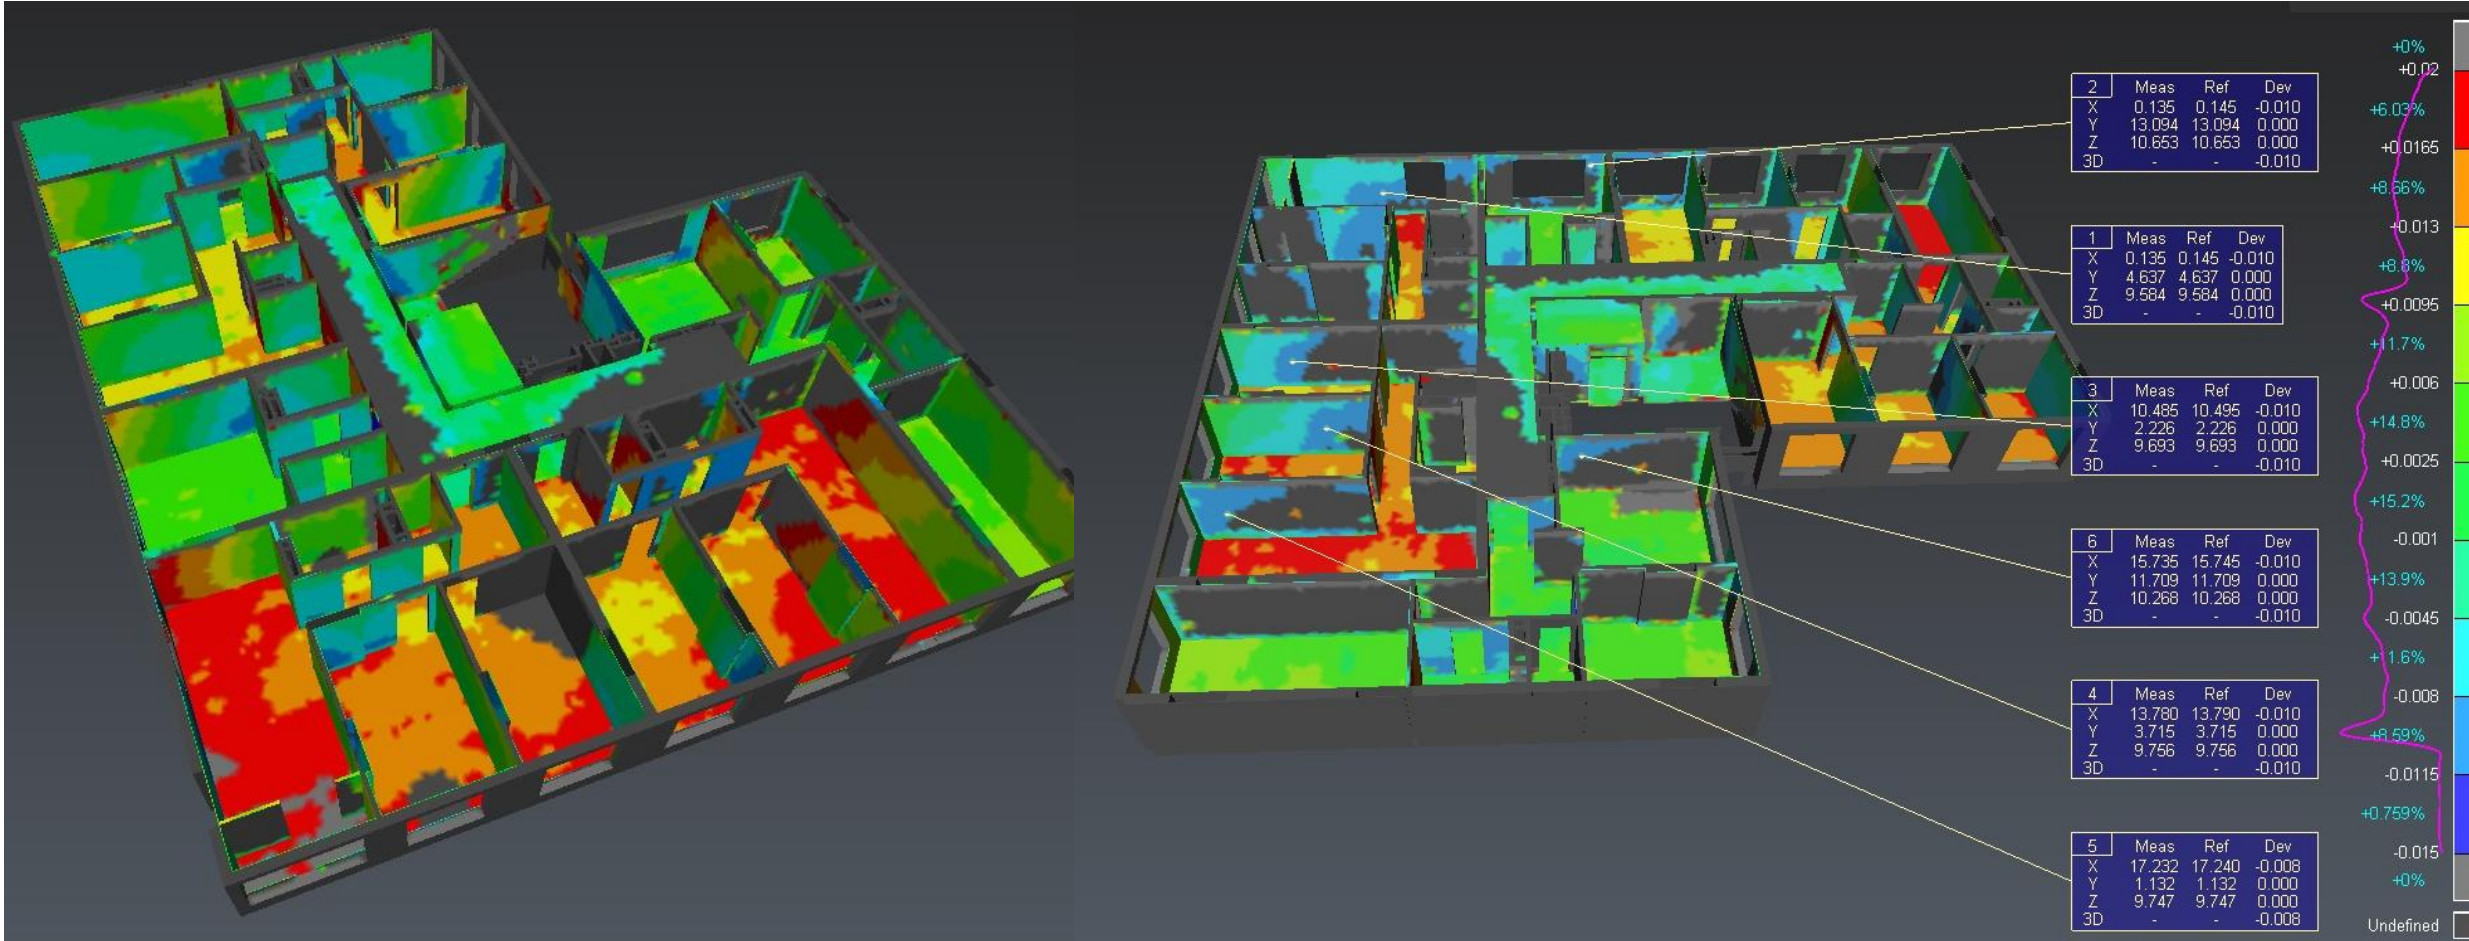 2 Meas Ref Dev
X 0.135 0.145 -0.010
Y 13.094 13.094 0.000
Z 10.653 10.653 0.000
3D - - -0.010
1 Meas Ref Dev
X 0.135 0.145 -0.010
Y 4.637 4.637 0.000
Z 9.584 9.584 0.000
3D - - -0.010
3 Meas Ref Dev
X 10.485 10.495 -0.010
Y 2.226 2.226 0.000
Z 9.693 9.693 0.000
3D - - -0.010
6 Meas Ref Dev
X 15.735 15.745 -0.010
Y 11.709 11.709 0.000
Z 10.268 10.268 0.000
3D - - -0.010
4 Meas Ref Dev
X 13.780 13.790 -0.010
Y 3.715 3.715 0.000
Z 9.756 9.756 0.000
3D - - -0.010
5 Meas Ref Dev
X 17.232 17.240 -0.008
Y 1.132 1.132 0.000
Z 9.747 9.747 0.000
3D - - -0.008
+0%
+0.02
+6.03%
+0.0165
+8.66%
+0.013
+0.0095
+11.7%
+0.006
+14.8%
+0.0025
+15.2%
-0.001
+13.9%
-0.0045
+11.6%
-0.008
+8.59%
-0.0115
+0.759%
-0.015
+0%
Undefined